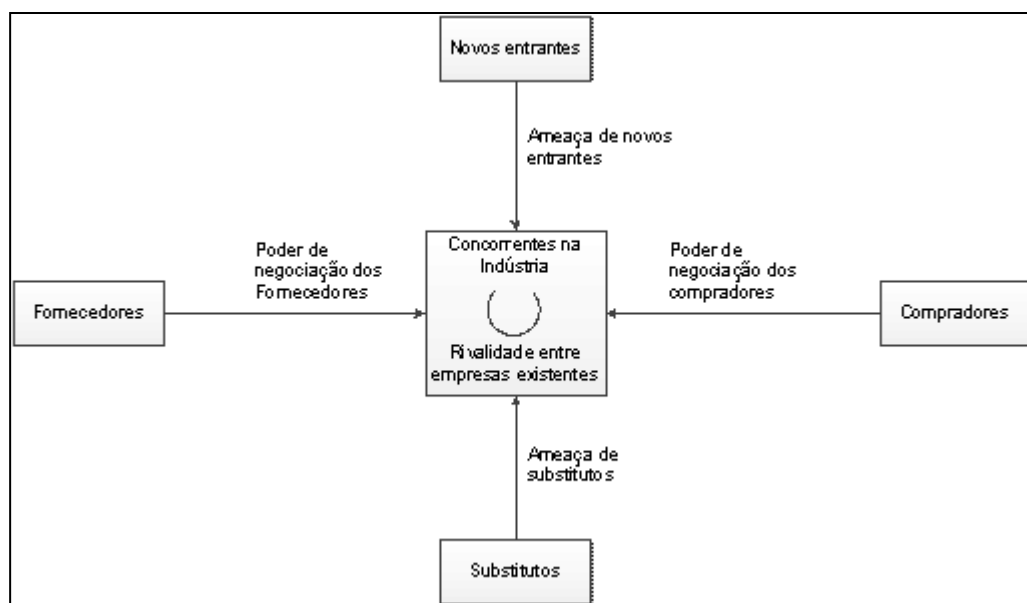 Novos entrantes
Ameaça de novos
entrantes
Concorrentes na
Indústria
Rivalidade entre
empresas existentes
Poder de
negociação dos
Fornecedores
Fornecedores
Poder de
negociação dos
compradores
Compradores
Ameaça de
substitutos
Substitutos